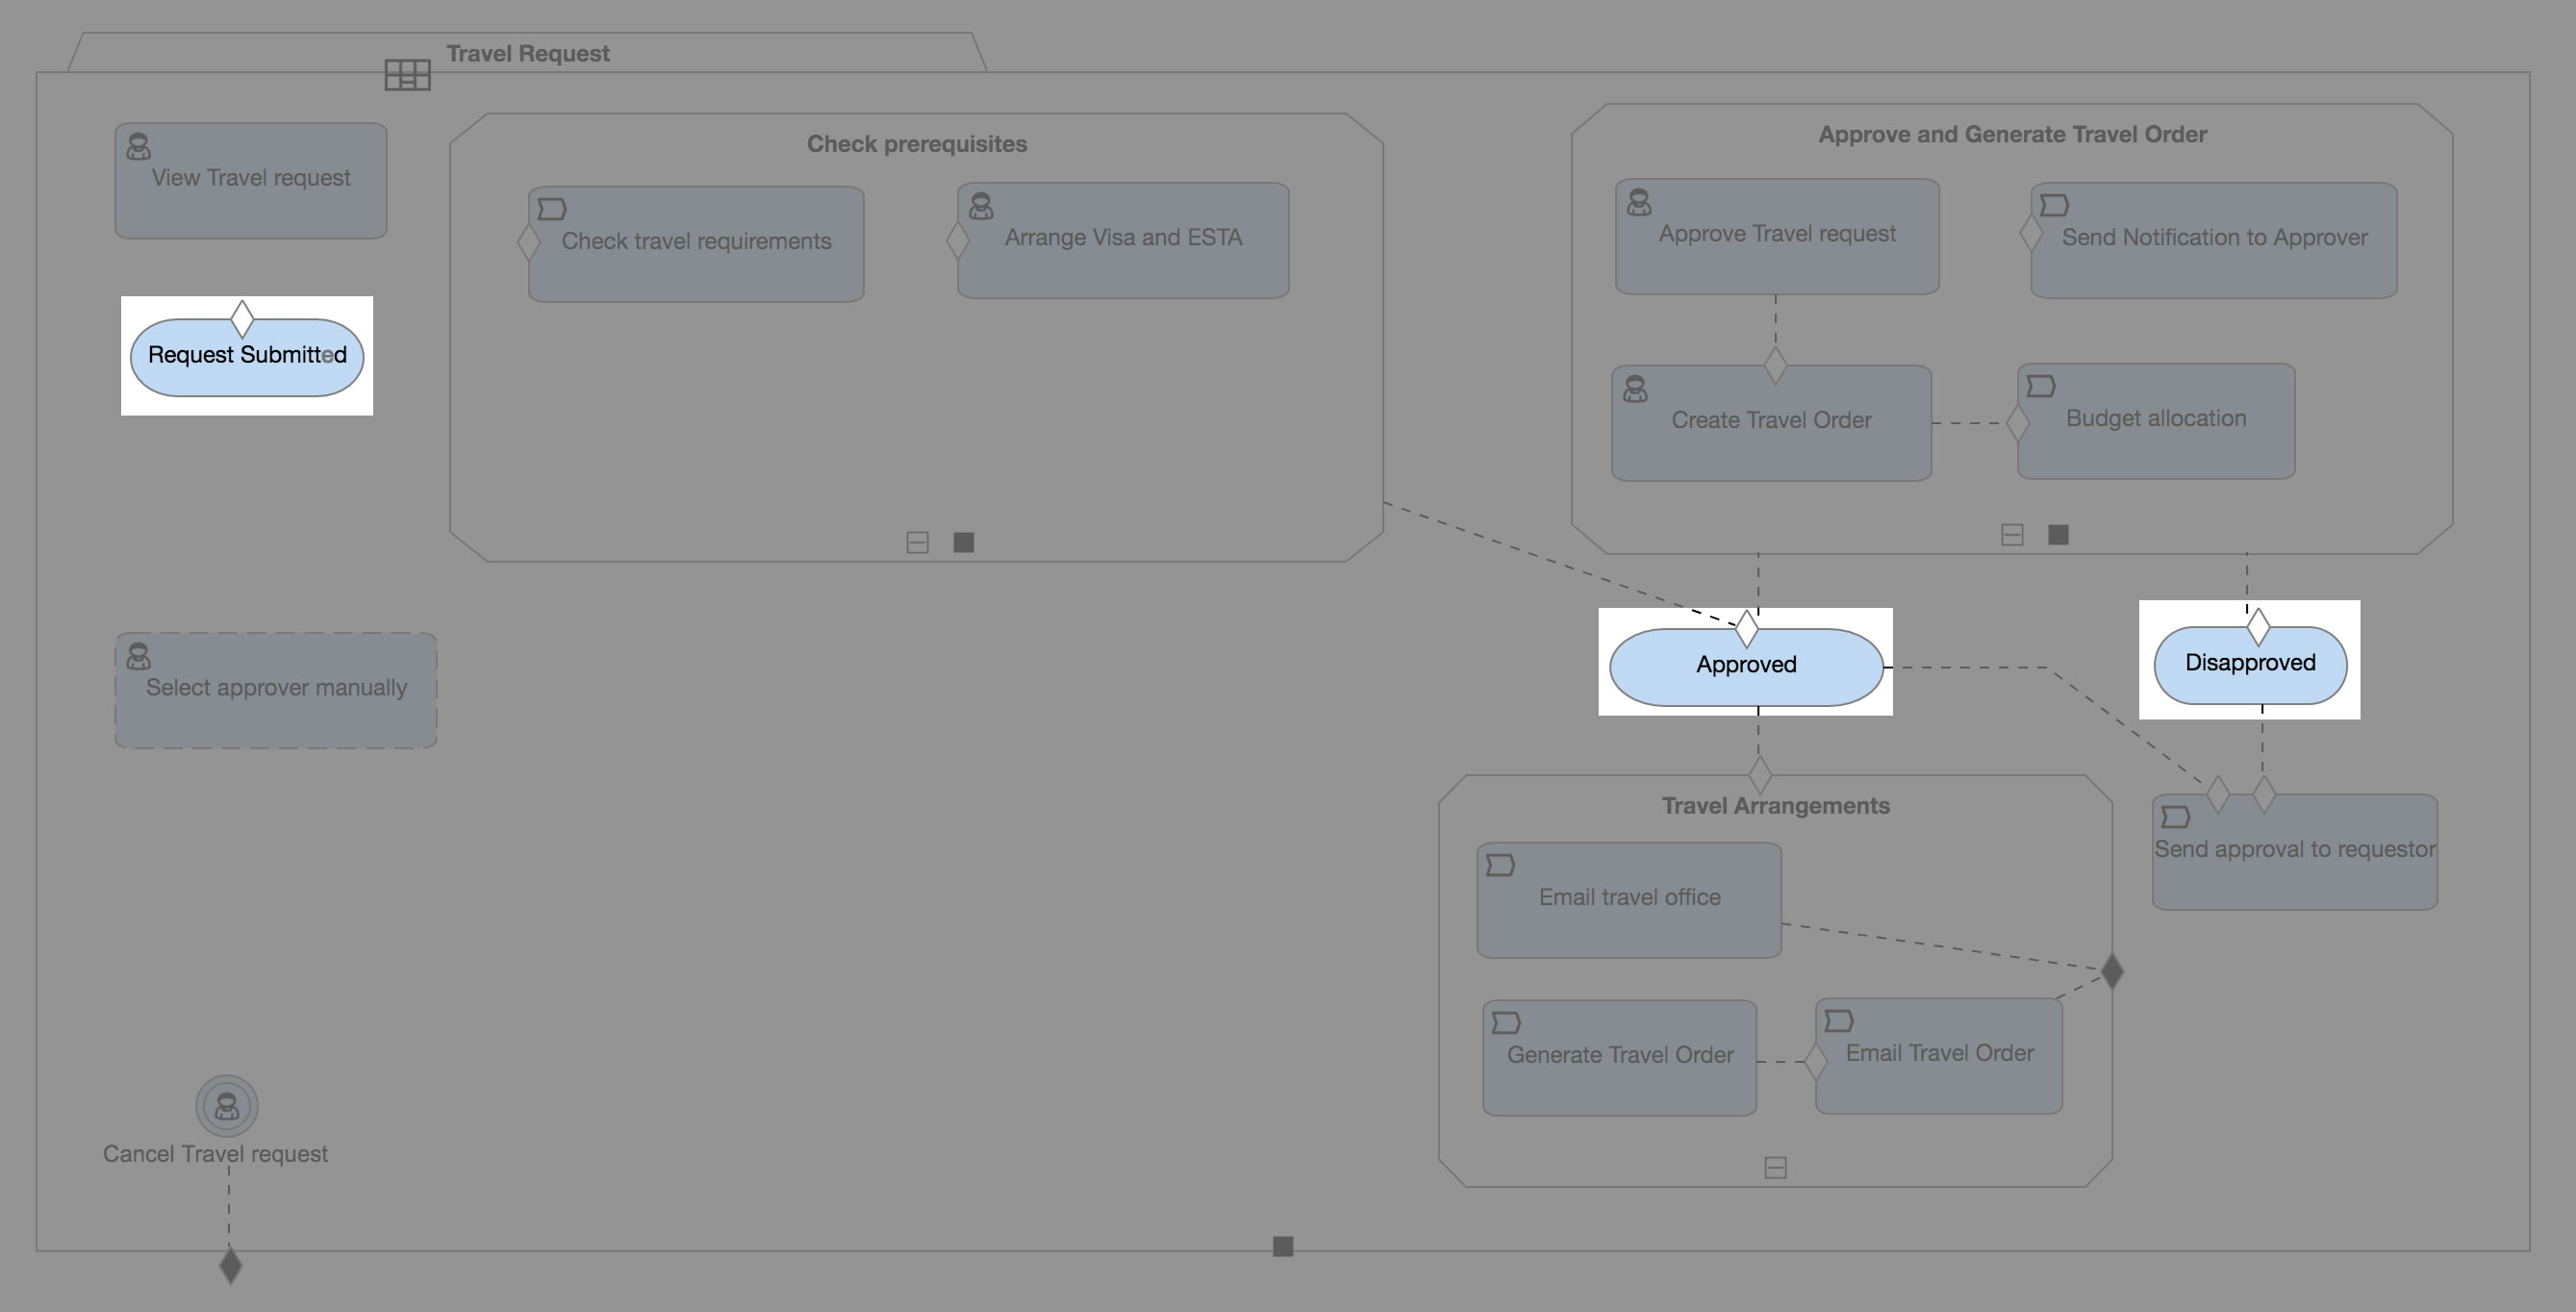 Travel Request
View Travel request
Request Submitted
Check prerequisites
Check travel requirements
Arrange Visa and ESTA
Approve and Generate Travel Order
Approve Travel request
Send Notification to Approver
Create Travel Order
Budget allocation
Select approver manually
Approved
Disapproved
Travel Arrangements
Email travel office
Send approval to requestor
Generate Travel Order
Email Travel Order
Cancel Travel request